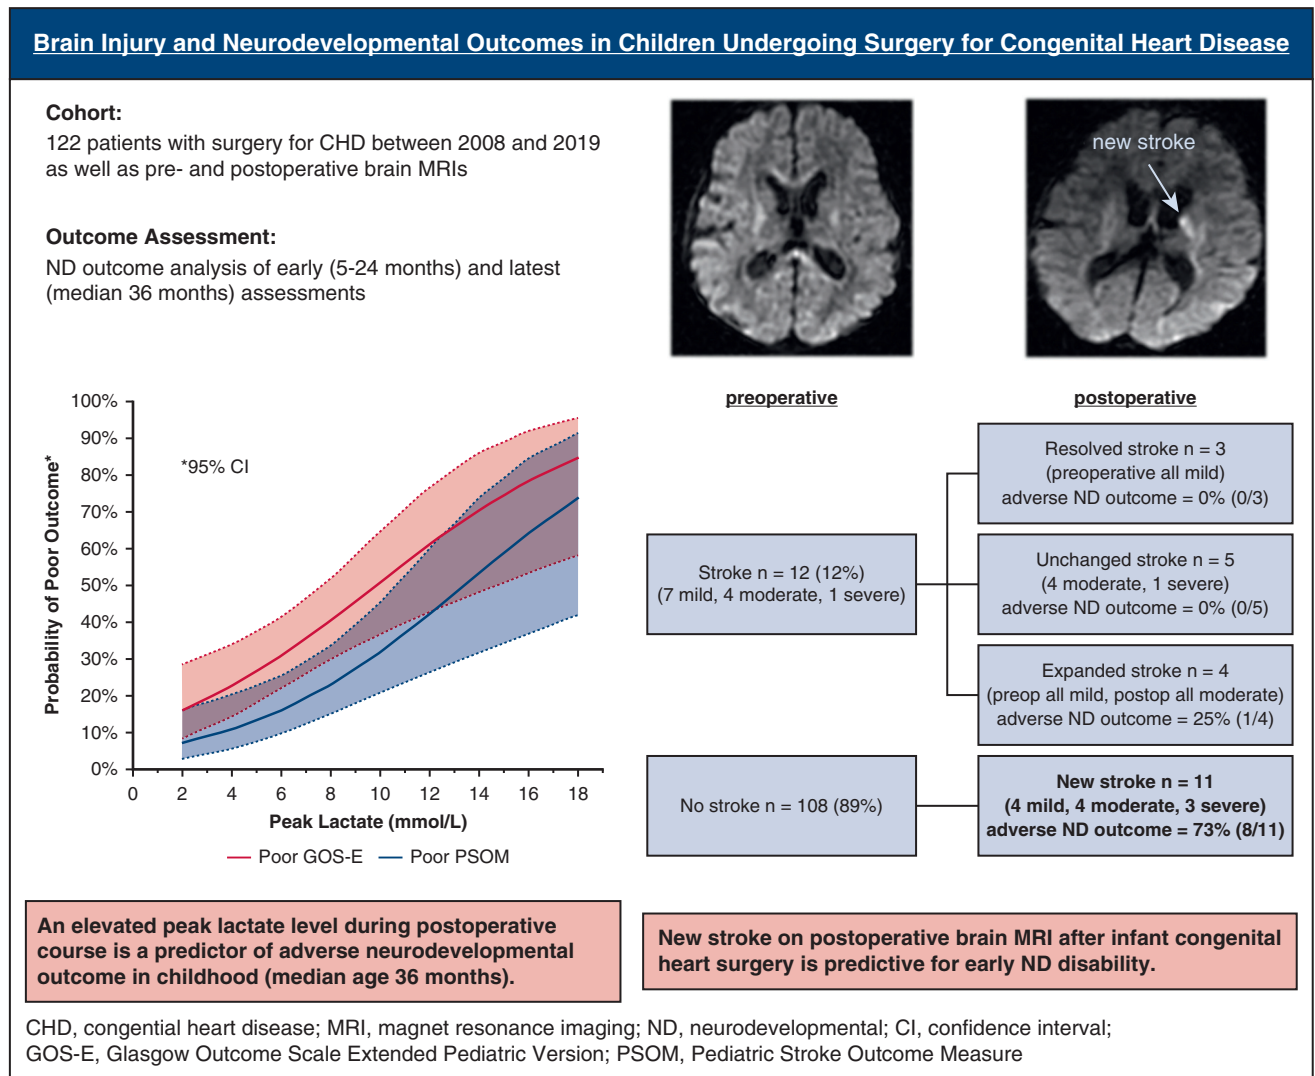 Brain Injury and Neurodevelopmental Outcomes in Children Undergoing Surgery for Congenital Heart Disease
Cohort:
122 patients with surgery for CHD between 2008 and 2019
as well as pre- and postoperative brain MRIs
Outcome Assessment:
ND outcome analysis of early (5-24 months) and latest
(median 36 months) assessments
new stroke
preoperative
postoperative
100%
90%
80%
70%
60%
50%
40%
30%
20%
10%
0%
Probability of Poor Outcome*
*95% CI
0 2 4 6 8 10 12 14 16 18
Peak Lactate (mmol/L)
Poor GOS-E Poor PSOM
Stroke n = 12 (12%)
(7 mild, 4 moderate, 1 severe)
Resolved stroke n = 3
(preoperative all mild)
adverse ND outcome = 0% (0/3)
Unchanged stroke n = 5
(4 moderate, 1 severe)
adverse ND outcome = 0% (0/5)
Expanded stroke n = 4
(preop all mild, postop all moderate)
adverse ND outcome = 25% (1/4)
No stroke n = 108 (89%)
New stroke n = 11
(4 mild, 4 moderate, 3 severe)
adverse ND outcome = 73% (8/11)
An elevated peak lactate level during postoperative
course is a predictor of adverse neurodevelopmental
outcome in childhood (median age 36 months).
New stroke on postoperative brain MRI after infant congenital
heart surgery is predictive for early ND disability.
CHD, congential heart disease; MRI, magnet resonance imaging; ND, neurodevelopmental; CI, confidence interval;
GOS-E, Glasgow Outcome Scale Extended Pediatric Version; PSOM, Pediatric Stroke Outcome Measure